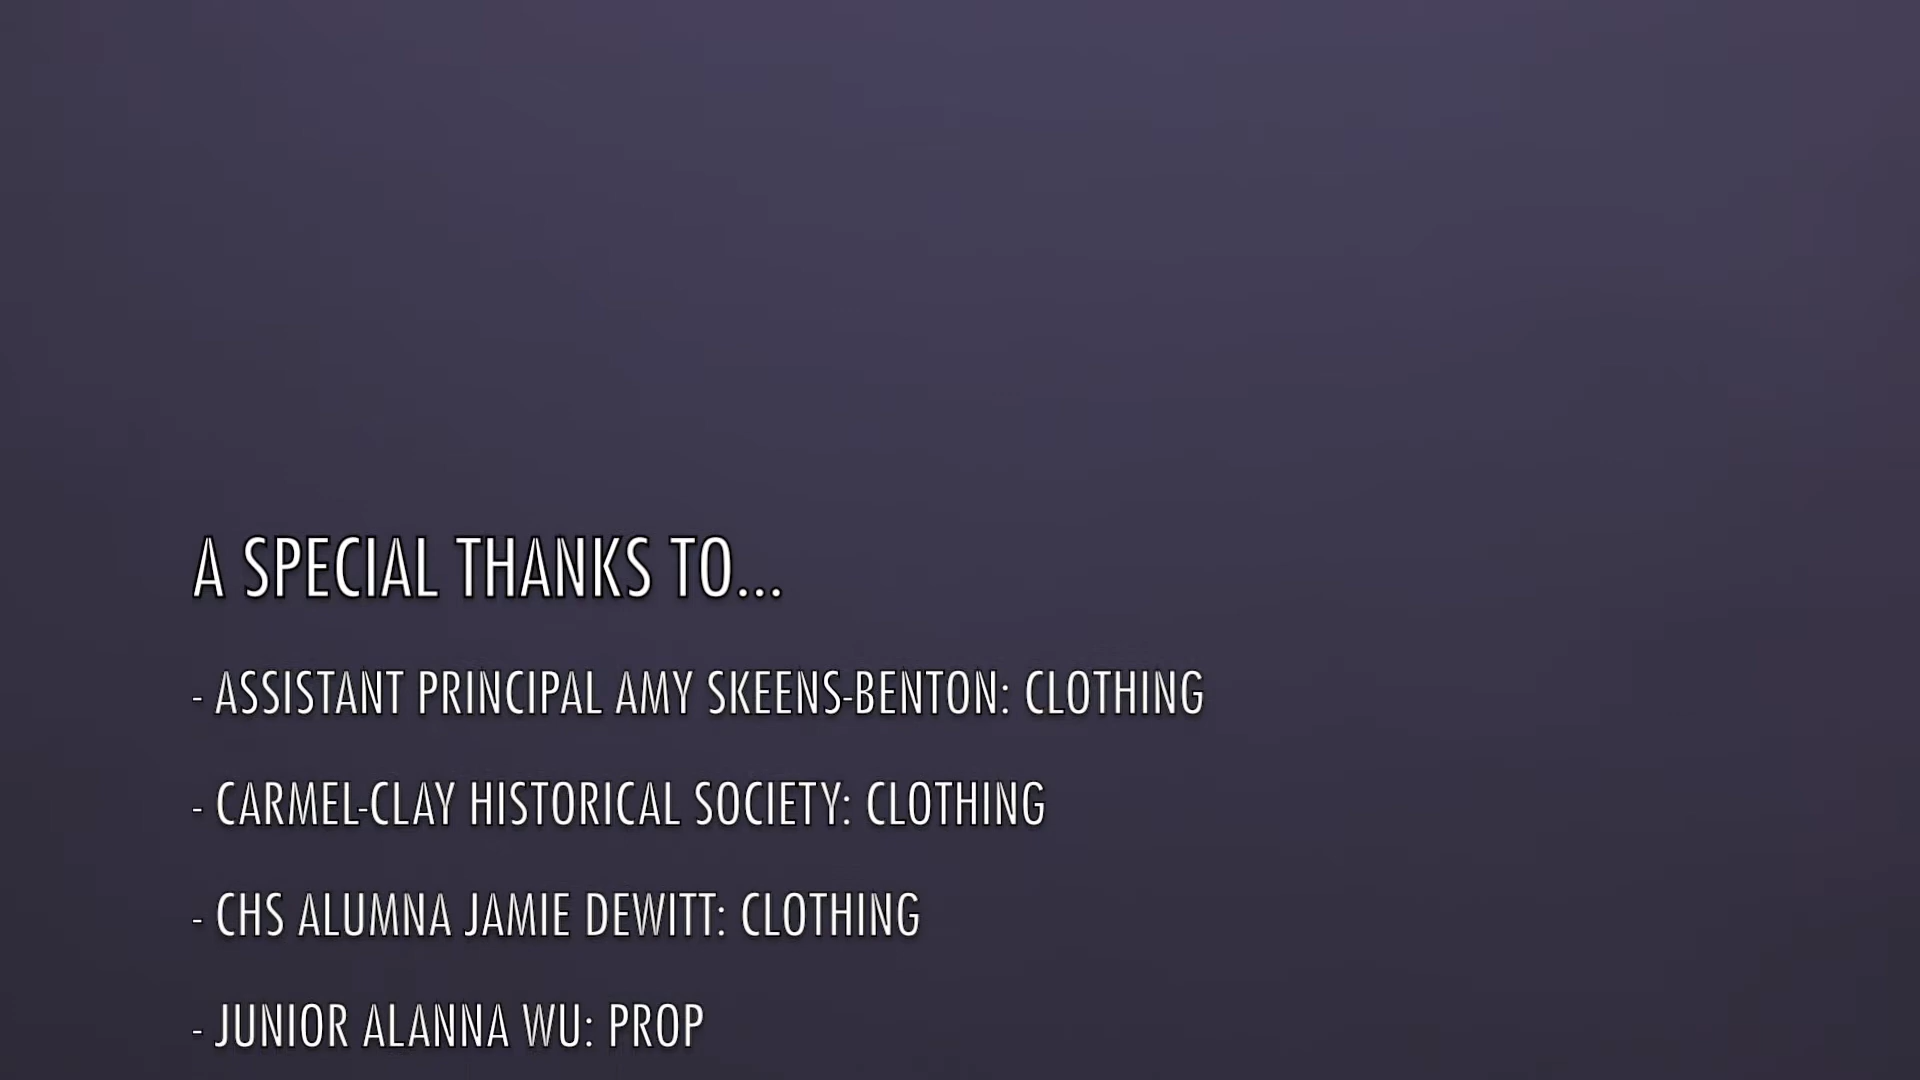 A SPECIAL THANKS TO...
- ASSISTANT PRINCIPAL AMY SKEENS-BENTON: CLOTHING
- CARMEL-CLAY HISTORICAL SOCIETY: CLOTHING
- CHS ALUMNA JAMIE DEWITT: CLOTHING
- JUNIOR ALANNA WU: PROP